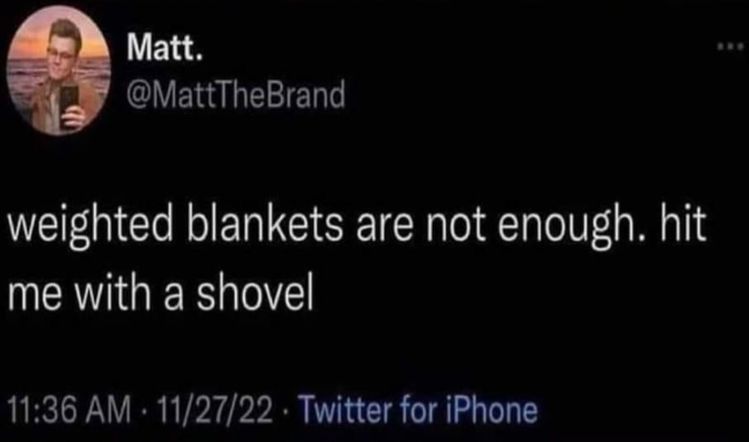 Matt.
@MattTheBrand
weighted blankets are not enough. hit
me with a shovel
11:36 AM · 11/27/22 · Twitter for iPhone